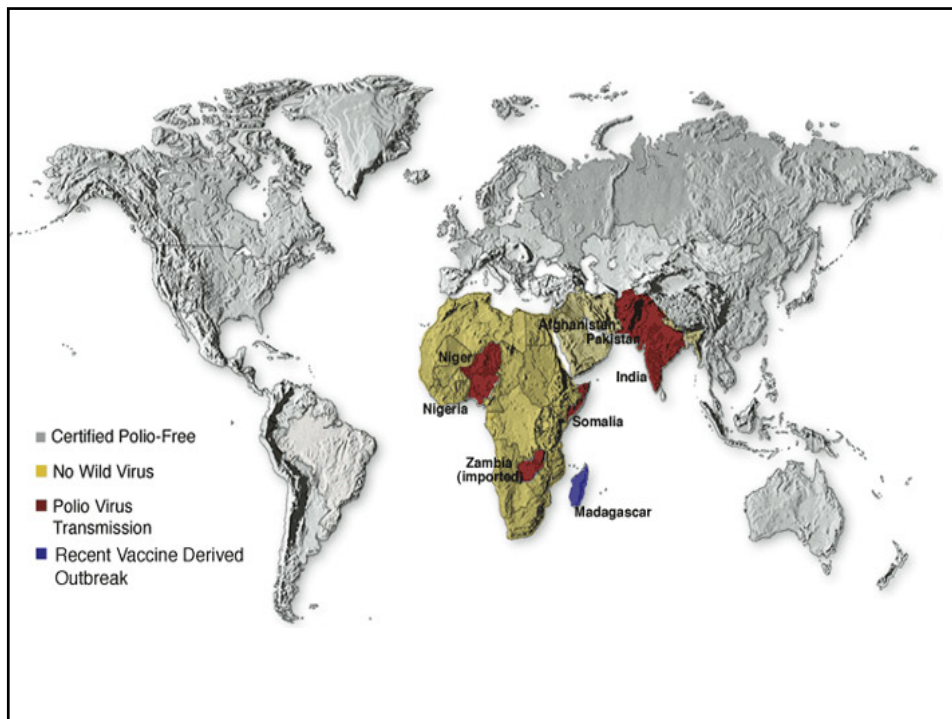 Afghanistan
Pakistan
Niger
India
Nigeria
Somalia
Zambia
(imported)
Madagascar
Certified Polio-Free
No Wild Virus
Polio Virus
Transmission
Recent Vaccine Derived
Outbreak